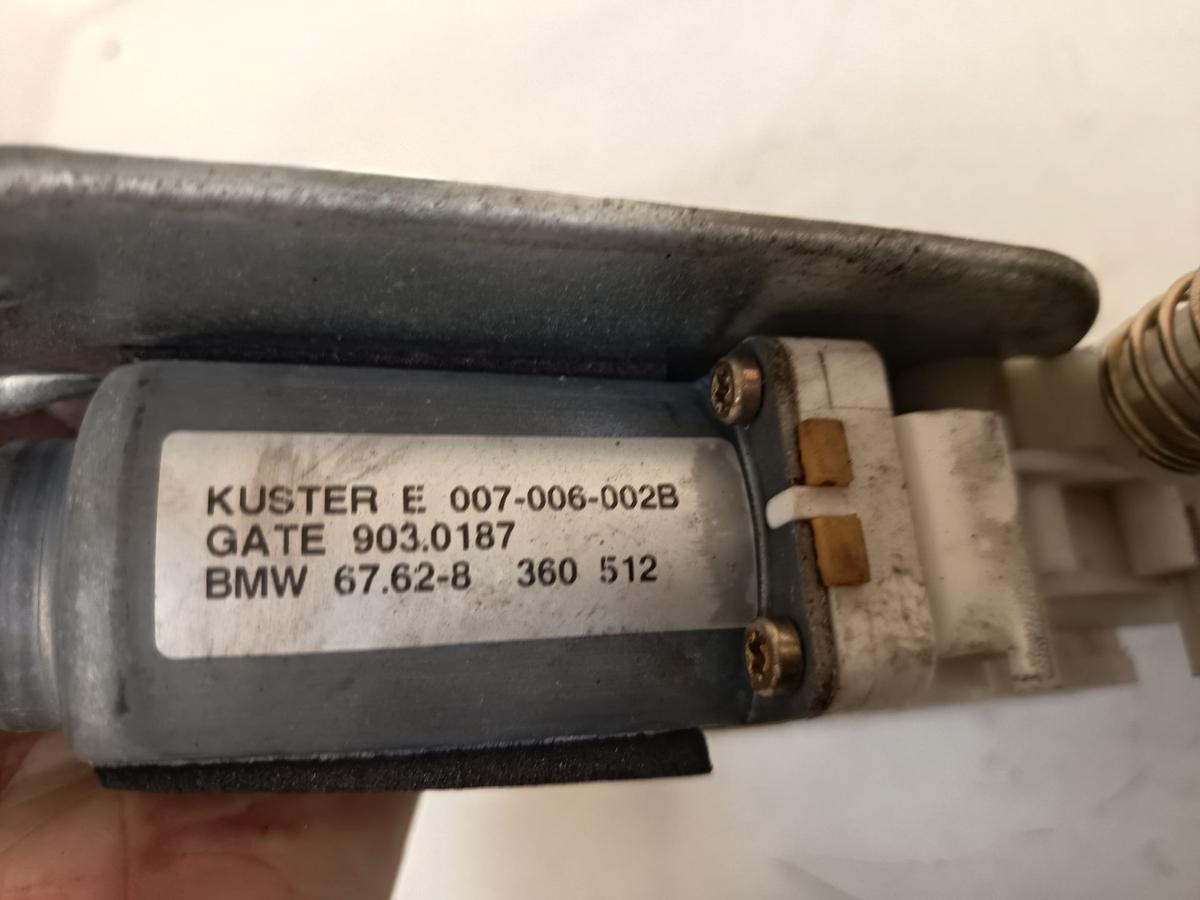 KUSTER E 007-006-002B
GATE 903.0187
BMW 67.62-8 360 512